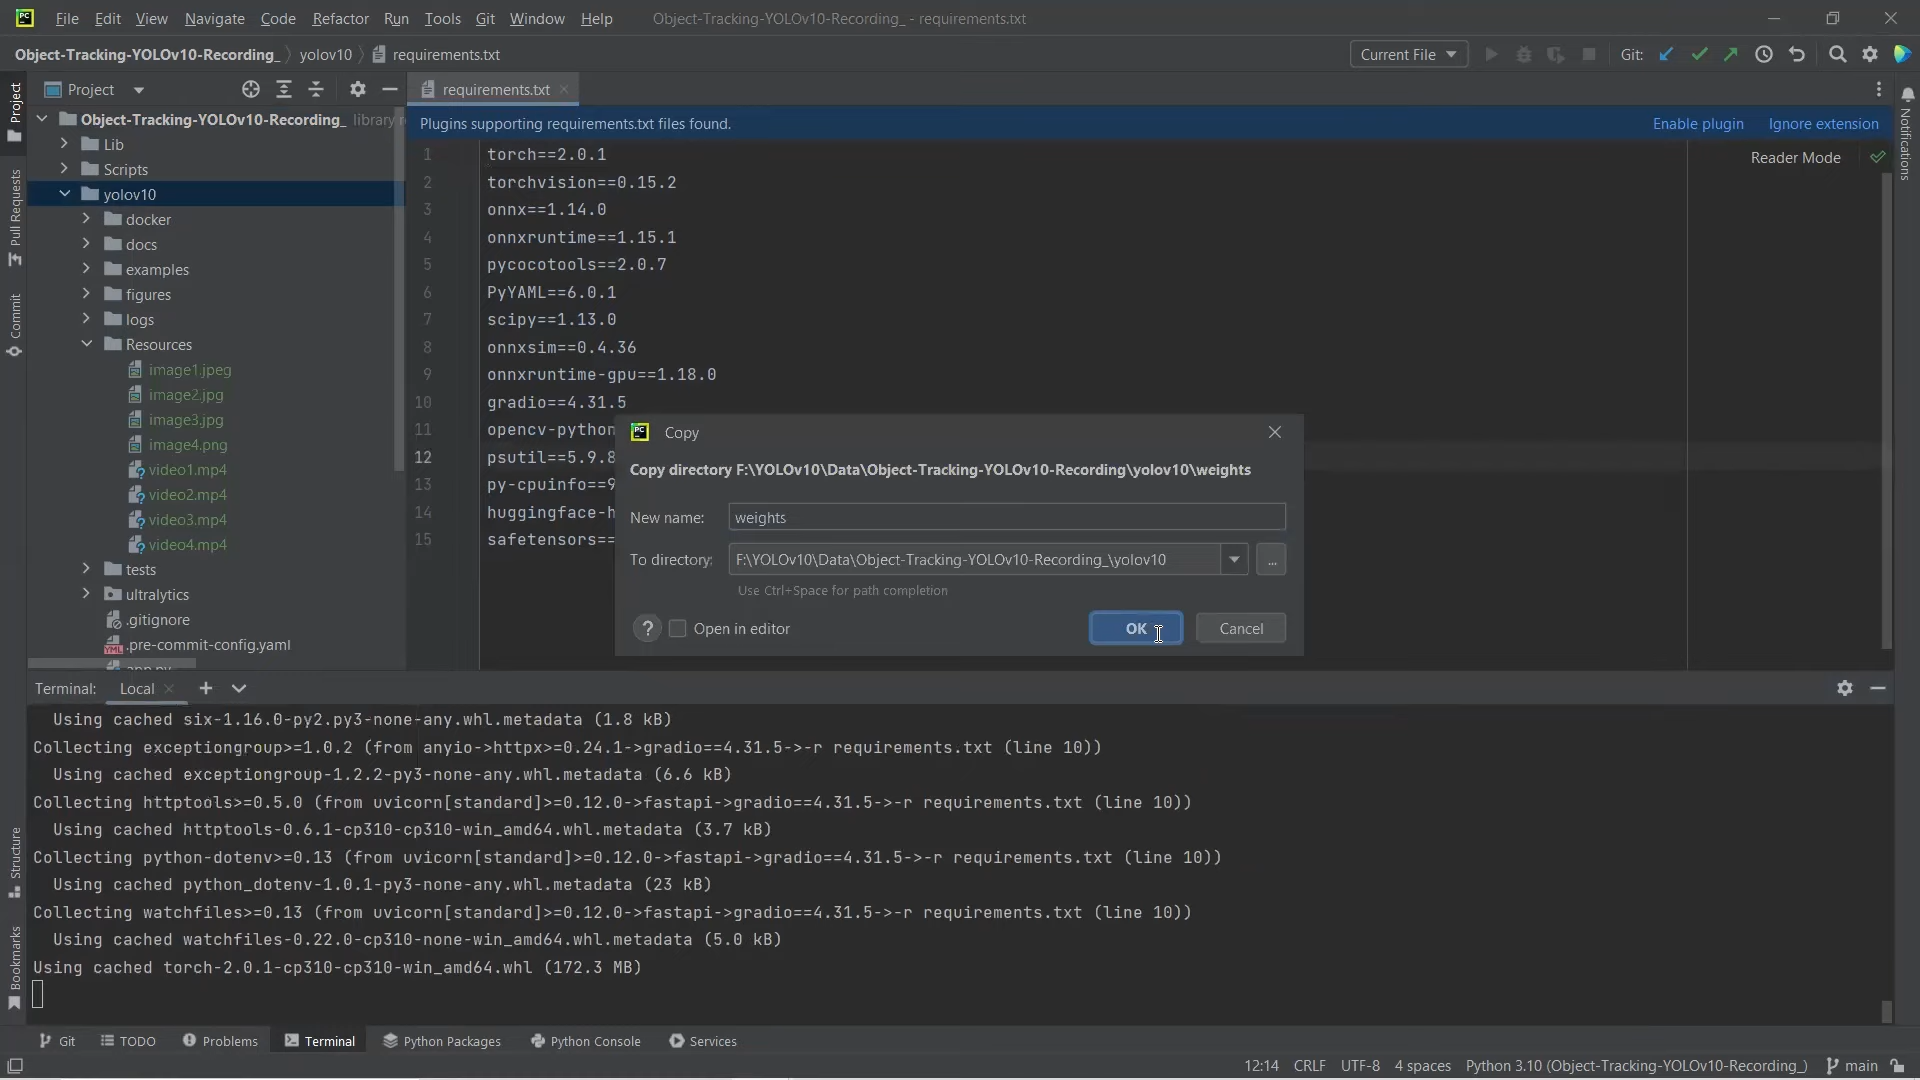 PC File Edit View Navigate Code Refactor Run Tools Git Window Help Object-Tracking-YOLOv10-Recording_ - requirements.txt
Object-Tracking-YOLOv10-Recording_ yolov10 requirements.txt Current File Git:
Project
requirements.txt
Object-Tracking-YOLOv10-Recording_ library
Lib
Scripts
yolov10
docker
docs
examples
figures
logs
Resources
image1.jpeg
image2.jpg
image3.jpg
image4.png
video1.mp4
video2.mp4
video3.mp4
video4.mp4
tests
ultralytics
.gitignore
.pre-commit-config.yaml
app.py
Project
Pull Requests
Commit
Structure
Bookmarks
Notifications
Plugins supporting requirements.txt files found. Enable plugin Ignore extension
Reader Mode
1 torch==2.0.1
2 torchvision==0.15.2
3 onnx==1.14.0
4 onnxruntime==1.15.1
5 pycocotools==2.0.7
6 PyYAML==6.0.1
7 scipy==1.13.0
8 onnxsim==0.4.36
9 onnxruntime-gpu==1.18.0
10 gradio==4.31.5
11 opencv-python
12 psutil==5.9.8
13 py-cpuinfo==9
14 huggingface-h
15 safetensors==
PC Copy
Copy directory F:\YOLOv10\Data\Object-Tracking-YOLOv10-Recording\yolov10\weights
New name: weights
To directory: F:\YOLOv10\Data\Object-Tracking-YOLOv10-Recording_\yolov10 ...
Use Ctrl+Space for path completion
? Open in editor OK Cancel
Terminal: Local
Using cached six-1.16.0-py2.py3-none-any.whl.metadata (1.8 kB)
Collecting exceptiongroup>=1.0.2 (from anyio->httpx>=0.24.1->gradio==4.31.5->-r requirements.txt (line 10))
Using cached exceptiongroup-1.2.2-py3-none-any.whl.metadata (6.6 kB)
Collecting httptools>=0.5.0 (from uvicorn[standard]>=0.12.0->fastapi->gradio==4.31.5->-r requirements.txt (line 10))
Using cached httptools-0.6.1-cp310-cp310-win_amd64.whl.metadata (3.7 kB)
Collecting python-dotenv>=0.13 (from uvicorn[standard]>=0.12.0->fastapi->gradio==4.31.5->-r requirements.txt (line 10))
Using cached python_dotenv-1.0.1-py3-none-any.whl.metadata (23 kB)
Collecting watchfiles>=0.13 (from uvicorn[standard]>=0.12.0->fastapi->gradio==4.31.5->-r requirements.txt (line 10))
Using cached watchfiles-0.22.0-cp310-none-win_amd64.whl.metadata (5.0 kB)
Using cached torch-2.0.1-cp310-cp310-win_amd64.whl (172.3 MB)
Git TODO Problems Terminal Python Packages Python Console Services
12:14 CRLF UTF-8 4 spaces Python 3.10 (Object-Tracking-YOLOv10-Recording_) main